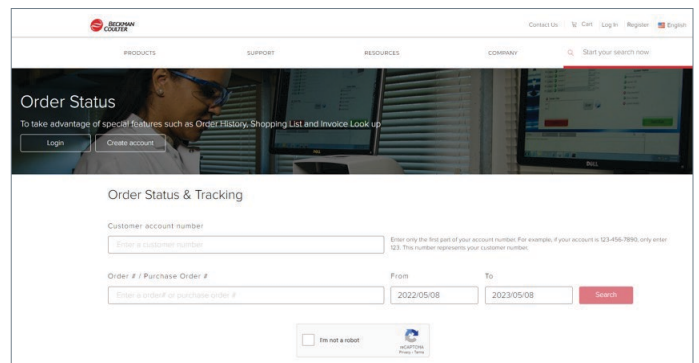 BECKMAN
COULTER
Contact Us Cart Log In Register English
PRODUCTS SUPPORT RESOURCES COMPANY Start your search now
Order Status
To take advantage of special features such as Order History, Shopping List and Invoice Look up
Login Create account
DELL
Order Status & Tracking
Customer account number
Enter a customer number
Enter only the first part of your account number. For example, if your account is 123-456-7890, only enter
123. This number represents your customer number.
Order # / Purchase Order # From To
Enter a order# or purchase order # 2022/05/08 2023/05/08 Search
I'm not a robot
reCAPTCHA
Privacy - Terms